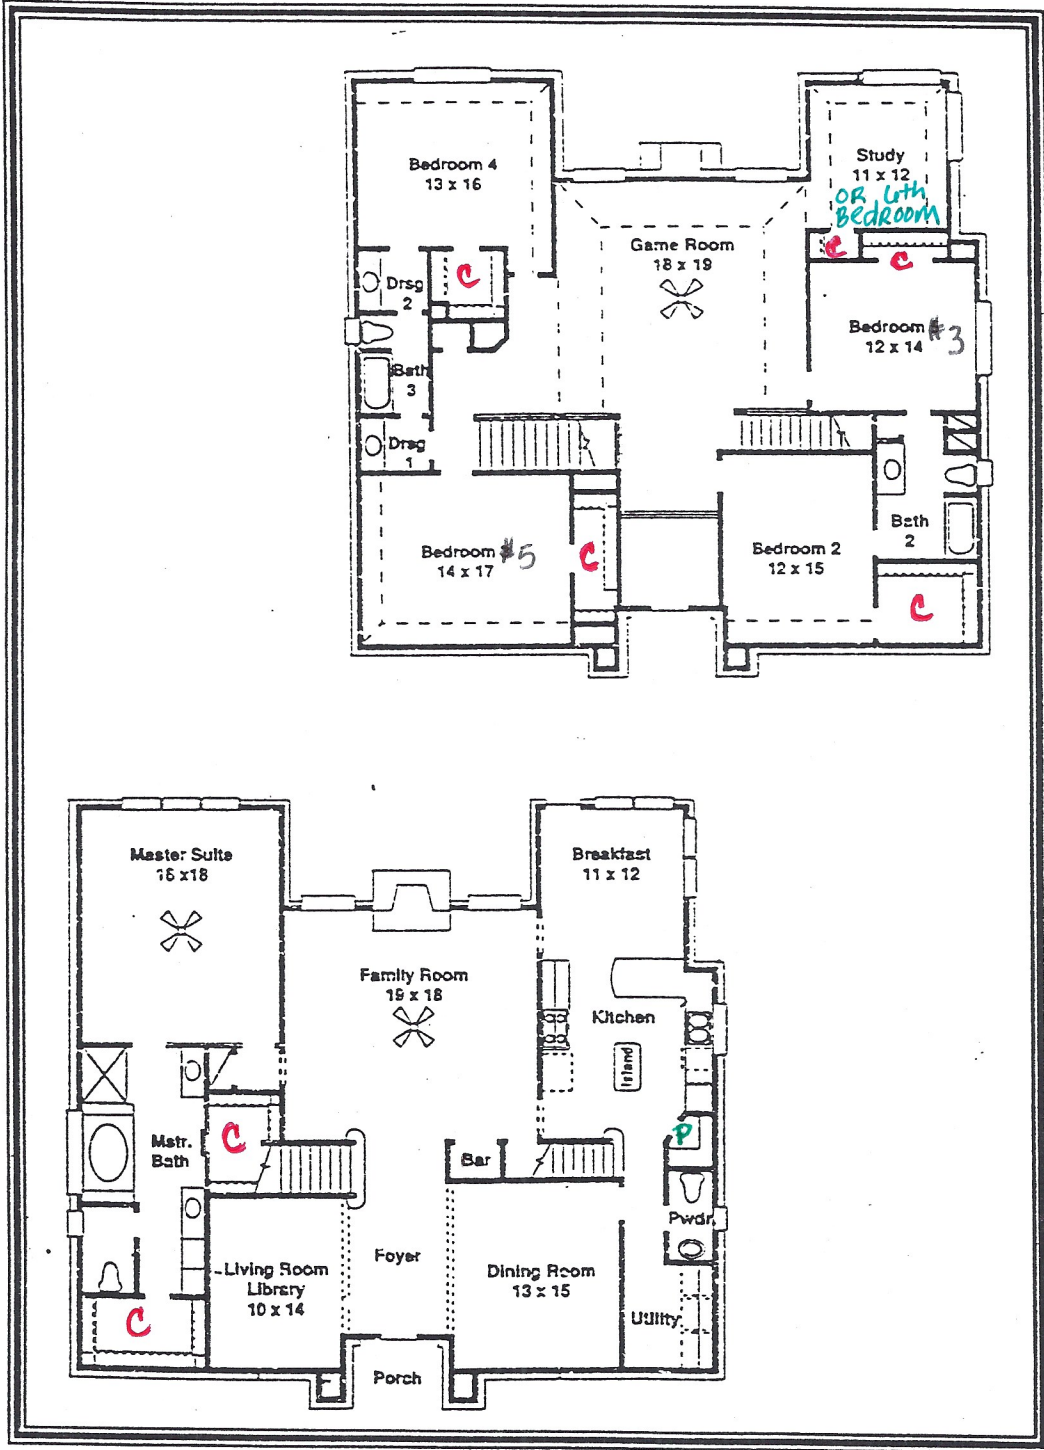 Bedroom 4
13 x 16
Study
11 x 12
OR 4th
Bedroom
Game Room
18 x 19
C
C
C
Drsg
2
Bedroom #3
12 x 14
Bath
3
Drsg
1
Bedroom #5
14 x 17
C
Bedroom 2
12 x 15
Bath
2
C
Master Suite
16 x18
Breakfast
11 x 12
Family Room
19 x 18
Kitchen
Island
C
Mstr.
Bath
Bar
P
Pwdr.
Foyer
Living Room
Library
10 x 14
Dining Room
13 x 15
Utility
C
Porch